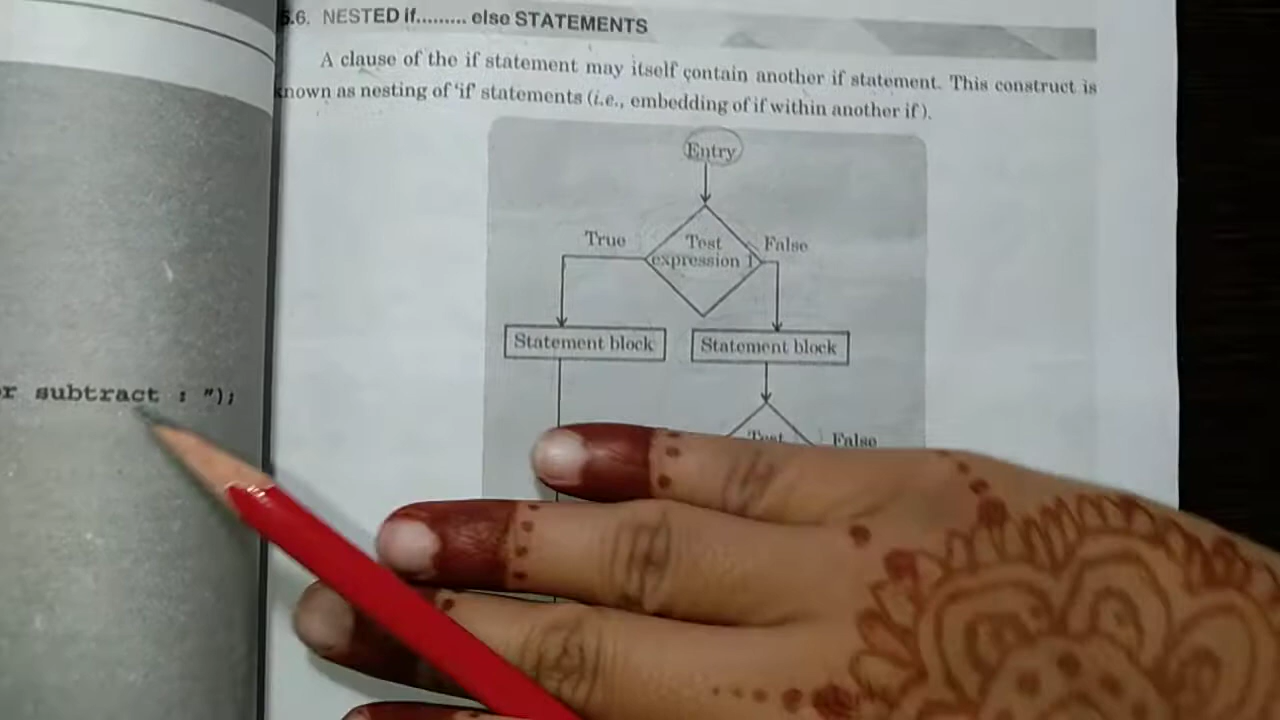 r subtract : ");
5.6. NESTED if......... else STATEMENTS
A clause of the if statement may itself contain another if statement. This construct is
known as nesting of 'if' statements (i.e., embedding of if within another if ).
Entry
True
Test
False
expression 1
Statement block
Statement block
Test
False